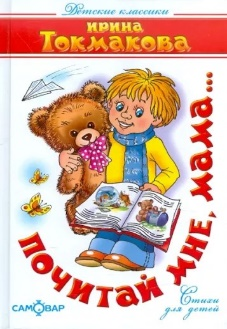 Детские классики
ИРИНА
ТОКМАКОВА
ПОЧИТАЙ МНЕ, МАМА...
Стихи
для детей
САМОВАР